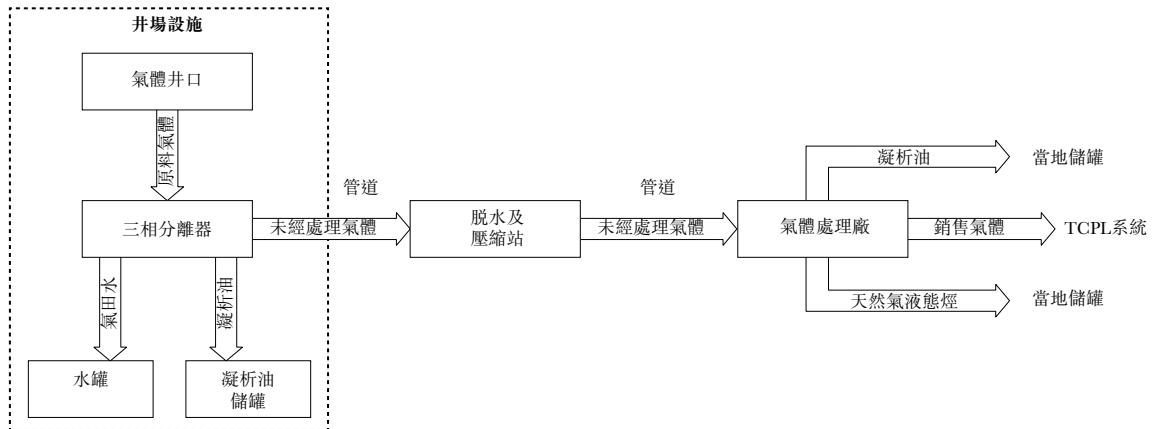 井場設施
氣體井口
原料氣體
三相分離器
氣田水
凝析油
水罐
凝析油
儲罐
管道
未經處理氣體
脱水及
壓縮站
管道
未經處理氣體
氣體處理廠
凝析油
當地儲罐
銷售氣體
TCPL系統
天然氣液態烴
當地儲罐